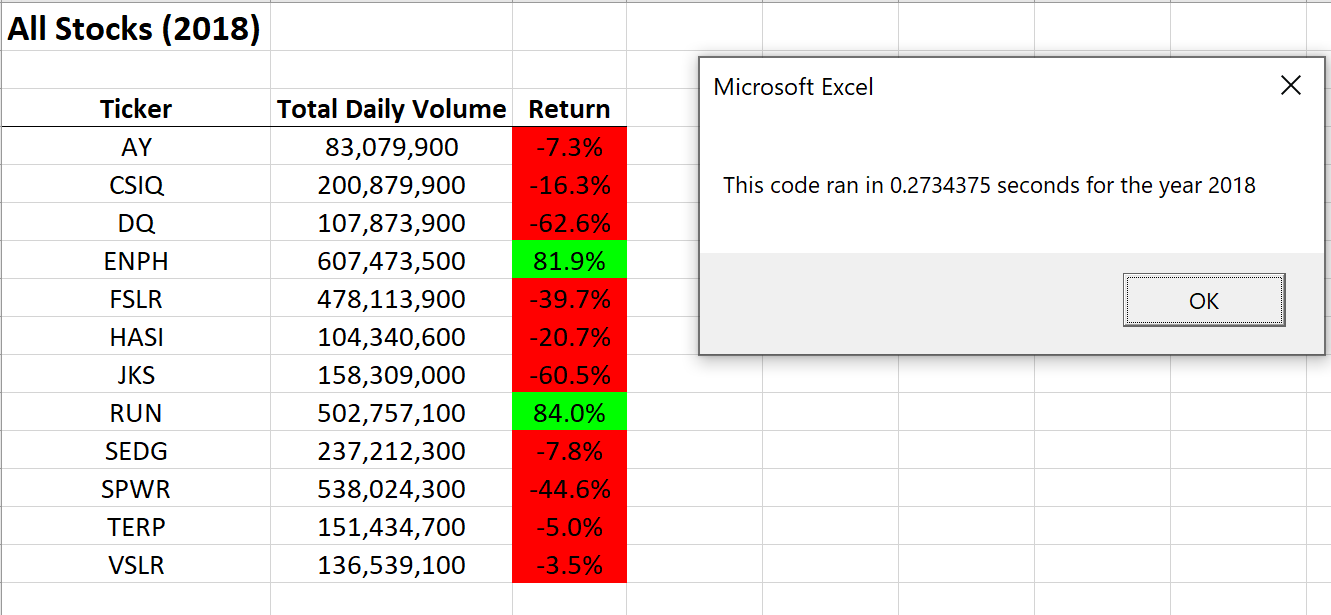 All Stocks (2018)
Ticker Total Daily Volume Return
AY 83,079,900 -7.3%
CSIQ 200,879,900 -16.3%
DQ 107,873,900 -62.6%
ENPH 607,473,500 81.9%
FSLR 478,113,900 -39.7%
HASI 104,340,600 -20.7%
JKS 158,309,000 -60.5%
RUN 502,757,100 84.0%
SEDG 237,212,300 -7.8%
SPWR 538,024,300 -44.6%
TERP 151,434,700 -5.0%
VSLR 136,539,100 -3.5%
Microsoft Excel
This code ran in 0.2734375 seconds for the year 2018
OK